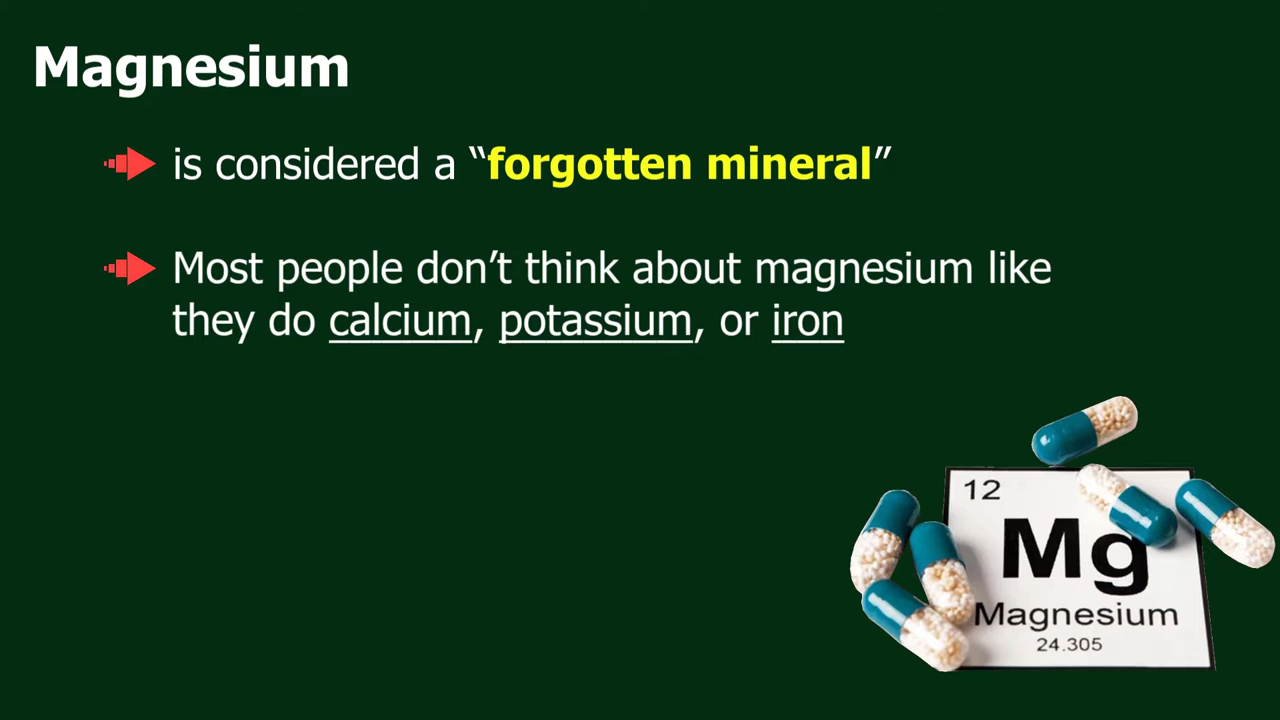 Magnesium
is considered a “forgotten mineral”
Most people don’t think about magnesium like
they do calcium, potassium, or iron
12
Mg
Magnesium
24.305